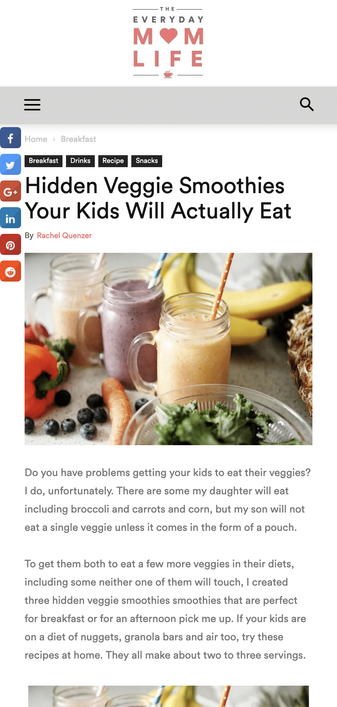 THE
EVERYDAY
MOM
LIFE
Home › Breakfast
Breakfast Drinks Recipe Snacks
Hidden Veggie Smoothies
Your Kids Will Actually Eat
By Rachel Quenzer
Do you have problems getting your kids to eat their veggies?
I do, unfortunately. There are some my daughter will eat
including broccoli and carrots and corn, but my son will not
eat a single veggie unless it comes in the form of a pouch.
To get them both to eat a few more veggies in their diets,
including some neither one of them will touch, I created
three hidden veggie smoothies smoothies that are perfect
for breakfast or for an afternoon pick me up. If your kids are
on a diet of nuggets, granola bars and air too, try these
recipes at home. They all make about two to three servings.